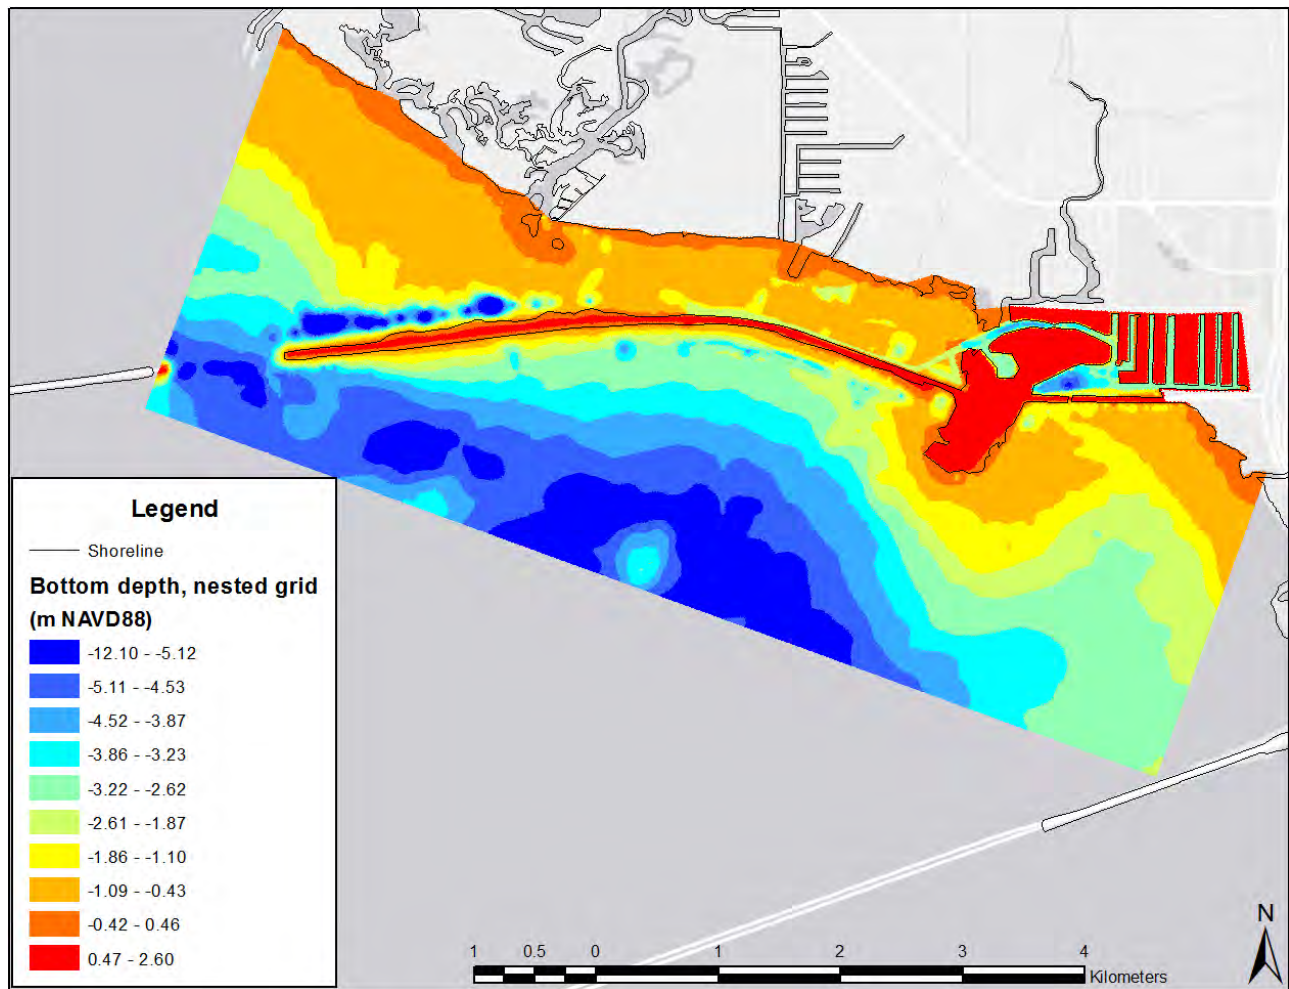 Legend
Shoreline
Bottom depth, nested grid
(m NAVD88)
-12.10 - -5.12
-5.11 - -4.53
-4.52 - -3.87
-3.86 - -3.23
-3.22 - -2.62
-2.61 - -1.87
-1.86 - -1.10
-1.09 - -0.43
-0.42 - 0.46
0.47 - 2.60
1 0.5 0 1 2 3 4
Kilometers
N